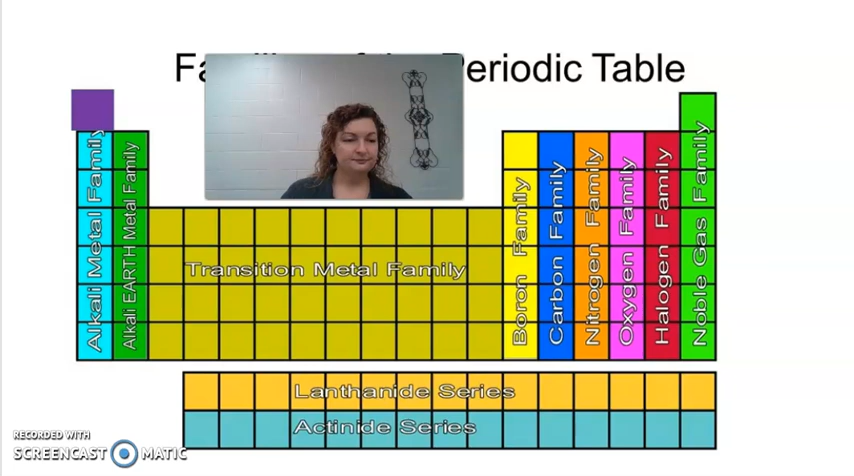 Periodic Table
Alkali Metal Family
Alkali EARTH Metal Family
Transition Metal Family
Boron Family
Carbon Family
Nitrogen Family
Oxygen Family
Halogen Family
Noble Gas Family
Lanthanide Series
Actinide Series
RECORDED WITH
SCREENCAST MATIC